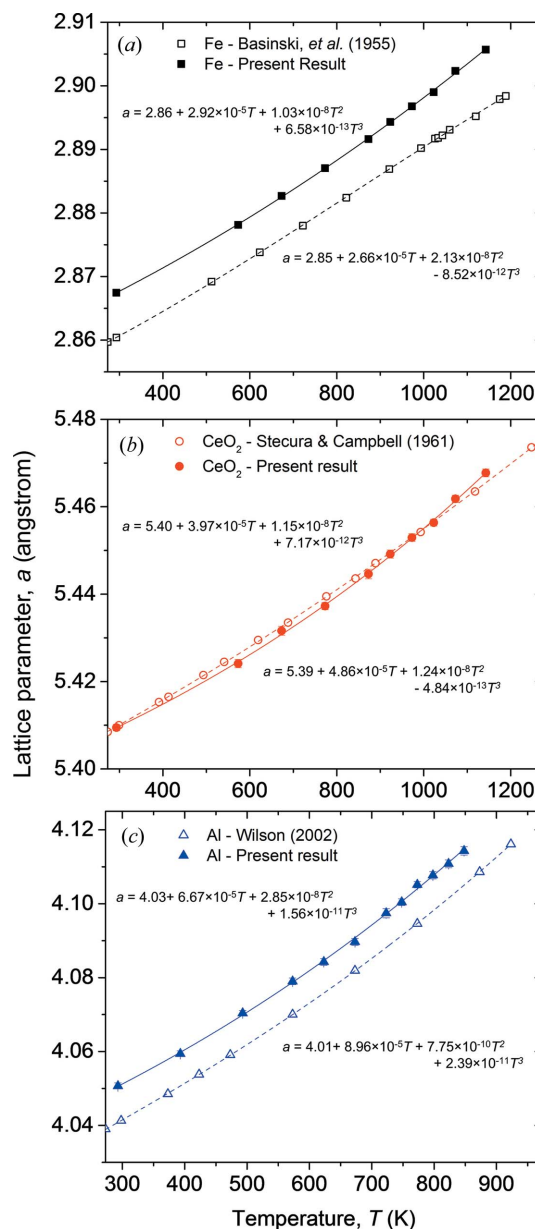 2.91
2.90
2.89
2.88
2.87
2.86
(a)
Fe - Basinski, et al. (1955)
Fe - Present Result
a = 2.86 + 2.92×10⁻⁵T + 1.03×10⁻⁸T²
+ 6.58×10⁻¹³T³
a = 2.85 + 2.66×10⁻⁵T + 2.13×10⁻⁸T²
- 8.52×10⁻¹²T³
400 600 800 1000 1200
Lattice parameter, a (angstrom)
5.48
5.46
5.44
5.42
5.40
(b)
CeO₂ - Stecura & Campbell (1961)
CeO₂ - Present result
a = 5.40 + 3.97×10⁻⁵T + 1.15×10⁻⁸T²
+ 7.17×10⁻¹²T³
a = 5.39 + 4.86×10⁻⁵T + 1.24×10⁻⁸T²
- 4.84×10⁻¹³T³
400 600 800 1000 1200
4.12
4.10
4.08
4.06
4.04
(c)
Al - Wilson (2002)
Al - Present result
a = 4.03+ 6.67×10⁻⁵T + 2.85×10⁻⁸T²
+ 1.56×10⁻¹¹T³
a = 4.01+ 8.96×10⁻⁵T + 7.75×10⁻¹⁰T²
+ 2.39×10⁻¹¹T³
300 400 500 600 700 800 900
Temperature, T (K)